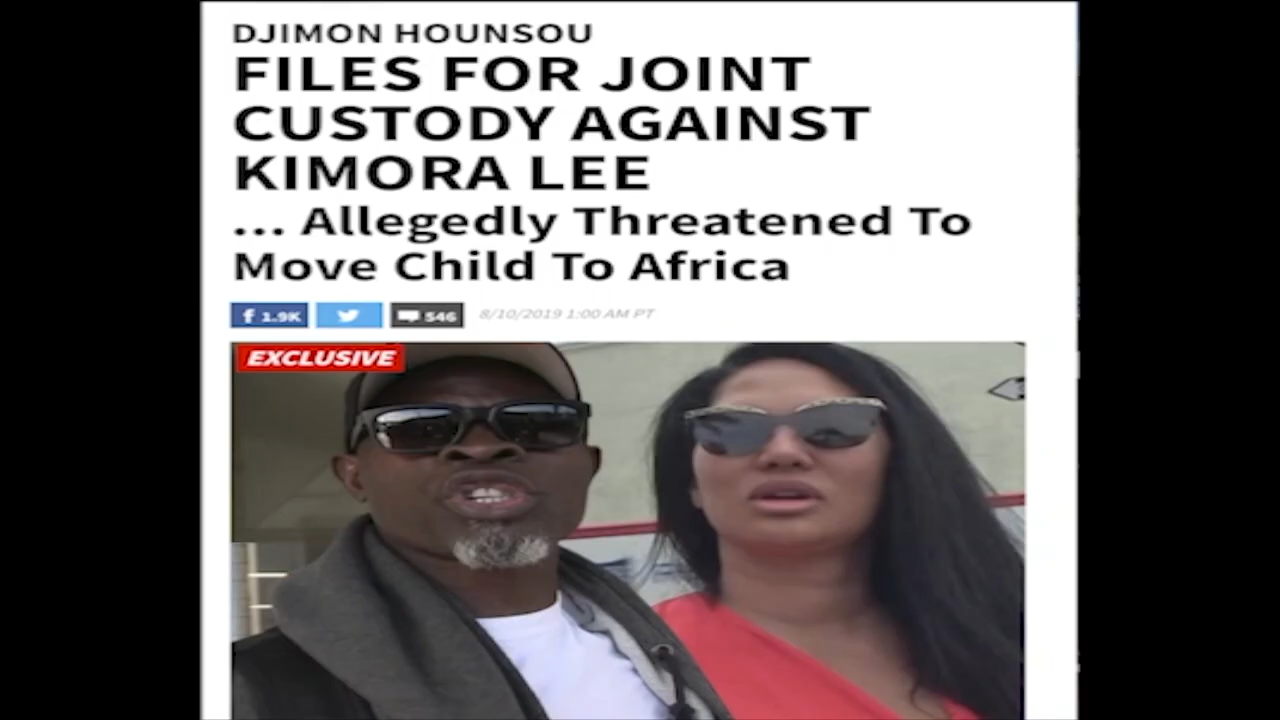 DJIMON HOUNSOU
FILES FOR JOINT
CUSTODY AGAINST
KIMORA LEE
... Allegedly Threatened To
Move Child To Africa
f 1.9K 546 8/10/2019 1:00 AM PT
EXCLUSIVE